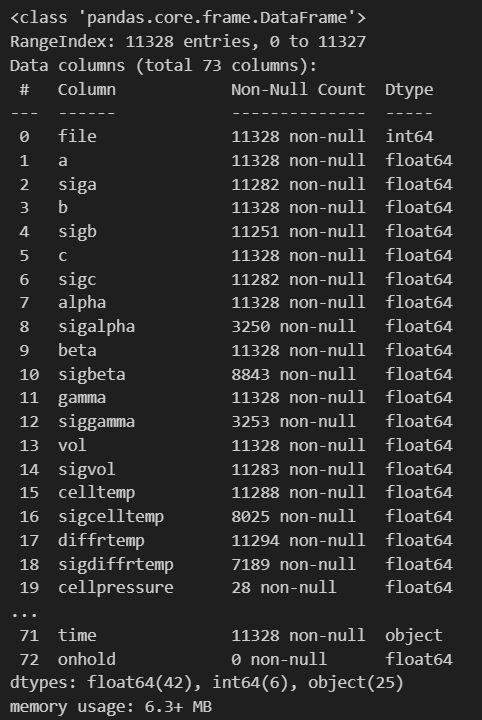 <class 'pandas.core.frame.DataFrame'>
RangeIndex: 11328 entries, 0 to 11327
Data columns (total 73 columns):
 #   Column         Non-Null Count  Dtype
---  ------         --------------  -----
 0   file           11328 non-null  int64
 1   a              11328 non-null  float64
 2   siga           11282 non-null  float64
 3   b              11328 non-null  float64
 4   sigb           11251 non-null  float64
 5   c              11328 non-null  float64
 6   sigc           11282 non-null  float64
 7   alpha          11328 non-null  float64
 8   sigalpha       3250 non-null   float64
 9   beta           11328 non-null  float64
 10  sigbeta        8843 non-null   float64
 11  gamma          11328 non-null  float64
 12  siggamma       3253 non-null   float64
 13  vol            11328 non-null  float64
 14  sigvol         11283 non-null  float64
 15  celltemp       11288 non-null  float64
 16  sigcelltemp    8025 non-null   float64
 17  diffrtemp      11294 non-null  float64
 18  sigdiffrtemp   7189 non-null   float64
 19  cellpressure   28 non-null     float64
...
 71  time           11328 non-null  object
 72  onhold         0 non-null      float64
dtypes: float64(42), int64(6), object(25)
memory usage: 6.3+ MB